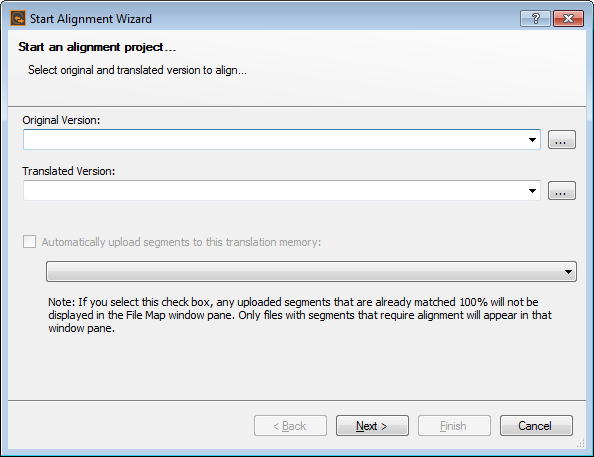 Start Alignment Wizard
Start an alignment project...
Select original and translated version to align...
Original Version:
...
Translated Version:
...
Automatically upload segments to this translation memory:
Note: If you select this check box, any uploaded segments that are already matched 100% will not be
displayed in the File Map window pane. Only files with segments that require alignment will appear in that
window pane.
< Back Next > Finish Cancel